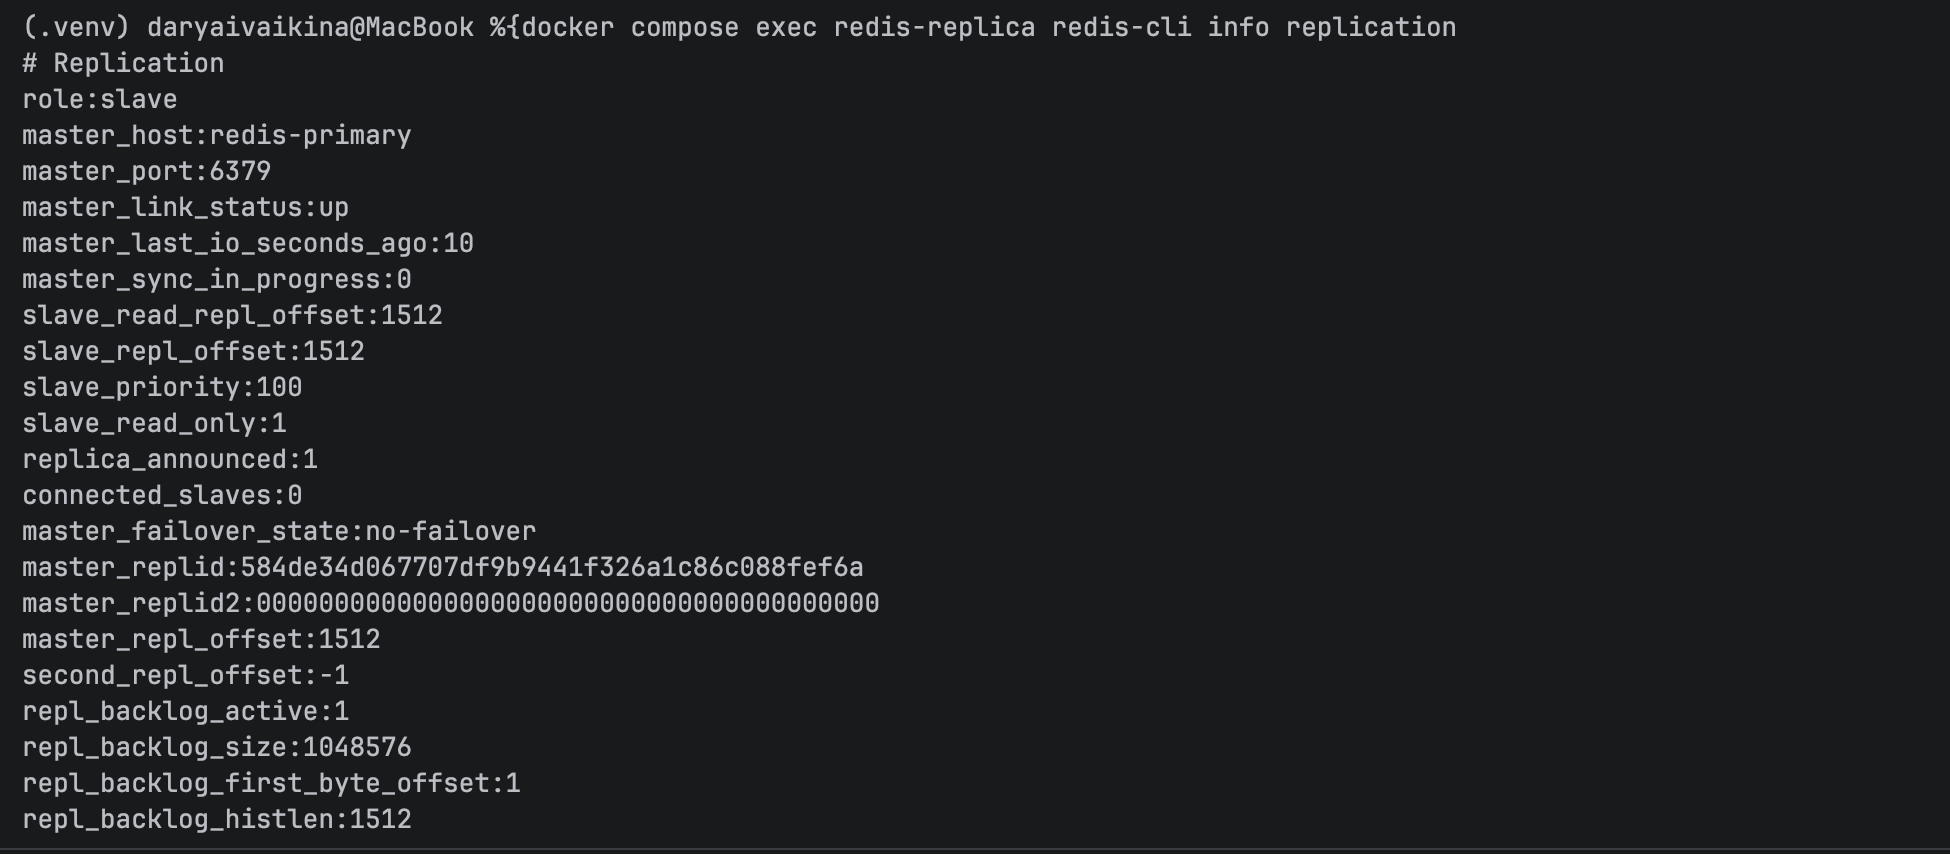 (.venv) daryaivaikina@MacBook %{docker compose exec redis-replica redis-cli info replication
# Replication
role:slave
master_host:redis-primary
master_port:6379
master_link_status:up
master_last_io_seconds_ago:10
master_sync_in_progress:0
slave_read_repl_offset:1512
slave_repl_offset:1512
slave_priority:100
slave_read_only:1
replica_announced:1
connected_slaves:0
master_failover_state:no-failover
master_replid:584de34d067707df9b9441f326a1c86c088fef6a
master_replid2:0000000000000000000000000000000000000000
master_repl_offset:1512
second_repl_offset:-1
repl_backlog_active:1
repl_backlog_size:1048576
repl_backlog_first_byte_offset:1
repl_backlog_histlen:1512